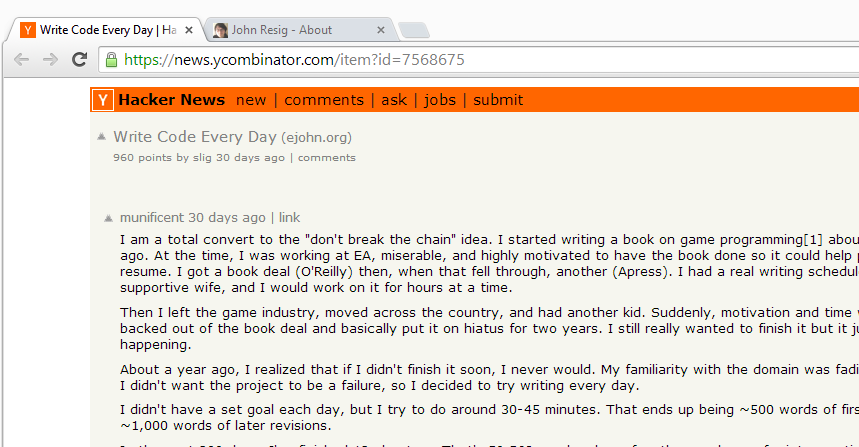 Write Code Every Day | Ha
John Resig - About
https://news.ycombinator.com/item?id=7568675
Y Hacker News new | comments | ask | jobs | submit
Write Code Every Day (ejohn.org)
960 points by slig 30 days ago | comments
munificent 30 days ago | link
I am a total convert to the "don't break the chain" idea. I started writing a book on game programming[1] abou
ago. At the time, I was working at EA, miserable, and highly motivated to have the book done so it could help
resume. I got a book deal (O'Reilly) then, when that fell through, another (Apress). I had a real writing schedul
supportive wife, and I would work on it for hours at a time.
Then I left the game industry, moved across the country, and had another kid. Suddenly, motivation and time
backed out of the book deal and basically put it on hiatus for two years. I still really wanted to finish it but it ju
happening.
About a year ago, I realized that if I didn't finish it soon, I never would. My familiarity with the domain was fadi
I didn't want the project to be a failure, so I decided to try writing every day.
I didn't have a set goal each day, but I try to do around 30-45 minutes. That ends up being ~500 words of firs
~1,000 words of later revisions.